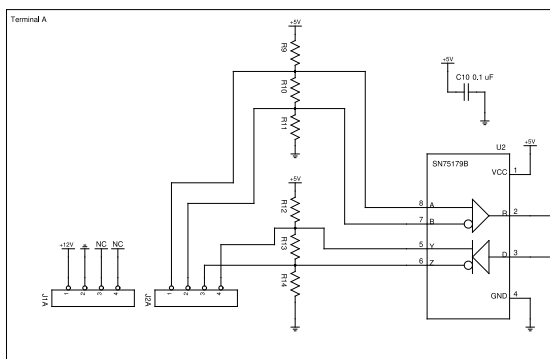 Terminal A
+5V
R9
R10
R11
+5V
C10 0.1 uF
U2
+5V
SN75179B
VCC
1
8
A
7
B
R
2
5
Y
6
Z
D
3
GND
4
+5V
R12
R13
R14
+12V
NC
NC
1
2
3
4
J1A
1
2
3
4
J2A